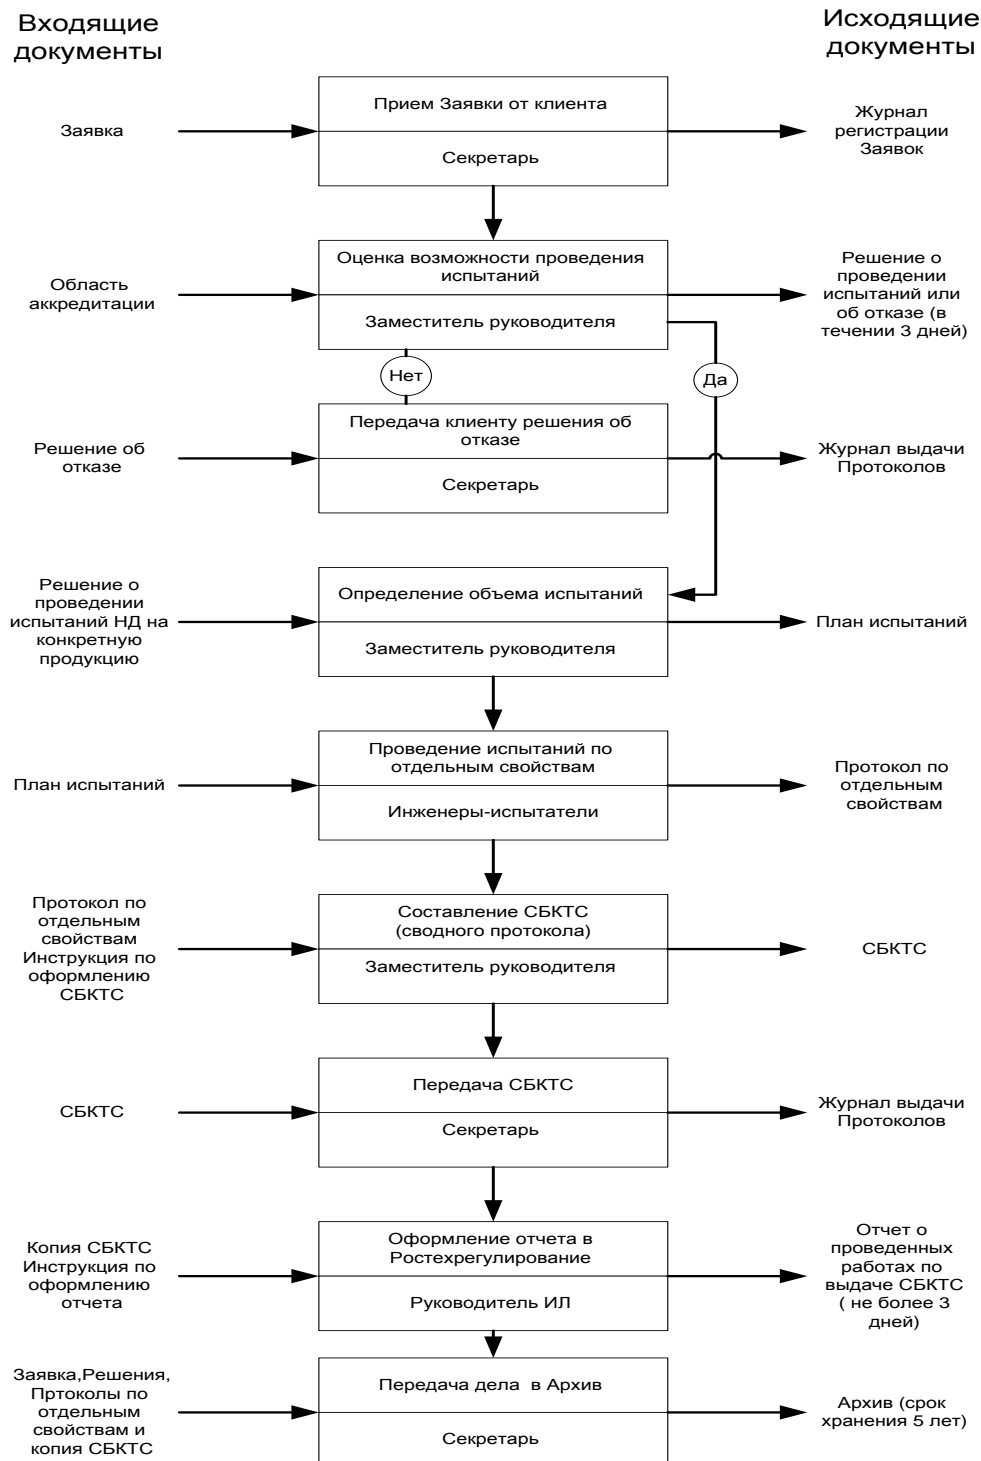 Входящие
документы
Исходящие
документы
Заявка
Прием Заявки от клиента
Секретарь
Журнал
регистрации
Заявок
Область
аккредитации
Оценка возможности проведения
испытаний
Заместитель руководителя
Решение о
проведении
испытаний или
об отказе (в
течении 3 дней)
Нет
Да
Решение об
отказе
Передача клиенту решения об
отказе
Секретарь
Журнал выдачи
Протоколов
Решение о
проведении
испытаний НД на
конкретную
продукцию
Определение объема испытаний
Заместитель руководителя
План испытаний
План испытаний
Проведение испытаний по
отдельным свойствам
Инженеры-испытатели
Протокол по
отдельным
свойствам
Протокол по
отдельным
свойствам
Инструкция по
оформлению
СБКТС
Составление СБКТС
(сводного протокола)
Заместитель руководителя
СБКТС
СБКТС
Передача СБКТС
Секретарь
Журнал выдачи
Протоколов
Копия СБКТС
Инструкция по
оформлению
отчета
Оформление отчета в
Ростехрегулирование
Руководитель ИЛ
Отчет о
проведенных
работах по
выдаче СБКТС
( не более 3
дней)
Заявка,Решения,
Пртоколы по
отдельным
свойствам и
копия СБКТС
Передача дела  в Архив
Секретарь
Архив (срок
хранения 5 лет)